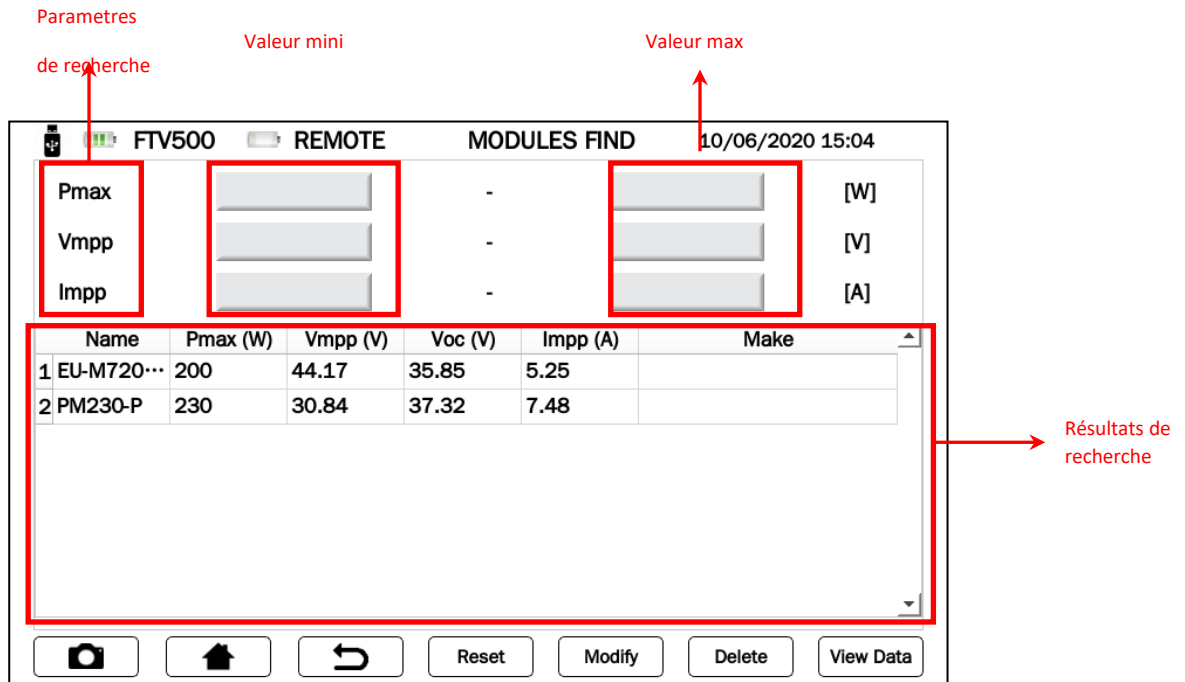 Parametres
de recherche
Valeur mini
Valeur max
FTV500 REMOTE MODULES FIND 10/06/2020 15:04
Pmax - [W]
Vmpp - [V]
Impp - [A]
Name Pmax (W) Vmpp (V) Voc (V) Impp (A) Make
1 EU-M720··· 200 44.17 35.85 5.25
2 PM230-P 230 30.84 37.32 7.48
Résultats de
recherche
Reset Modify Delete View Data